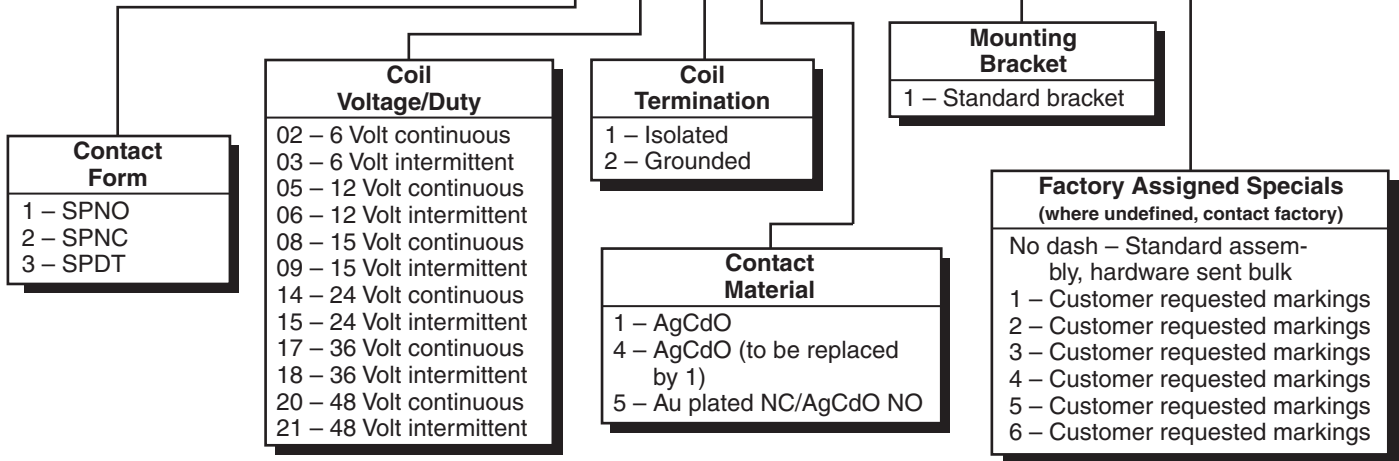 Contact
Form
1 – SPNO
2 – SPNC
3 – SPDT
Coil
Voltage/Duty
02 – 6 Volt continuous
03 – 6 Volt intermittent
05 – 12 Volt continuous
06 – 12 Volt intermittent
08 – 15 Volt continuous
09 – 15 Volt intermittent
14 – 24 Volt continuous
15 – 24 Volt intermittent
17 – 36 Volt continuous
18 – 36 Volt intermittent
20 – 48 Volt continuous
21 – 48 Volt intermittent
Coil
Termination
1 – Isolated
2 – Grounded
Contact
Material
1 – AgCdO
4 – AgCdO (to be replaced
by 1)
5 – Au plated NC/AgCdO NO
Mounting
Bracket
1 – Standard bracket
Factory Assigned Specials
(where undefined, contact factory)
No dash – Standard assem-
bly, hardware sent bulk
1 – Customer requested markings
2 – Customer requested markings
3 – Customer requested markings
4 – Customer requested markings
5 – Customer requested markings
6 – Customer requested markings